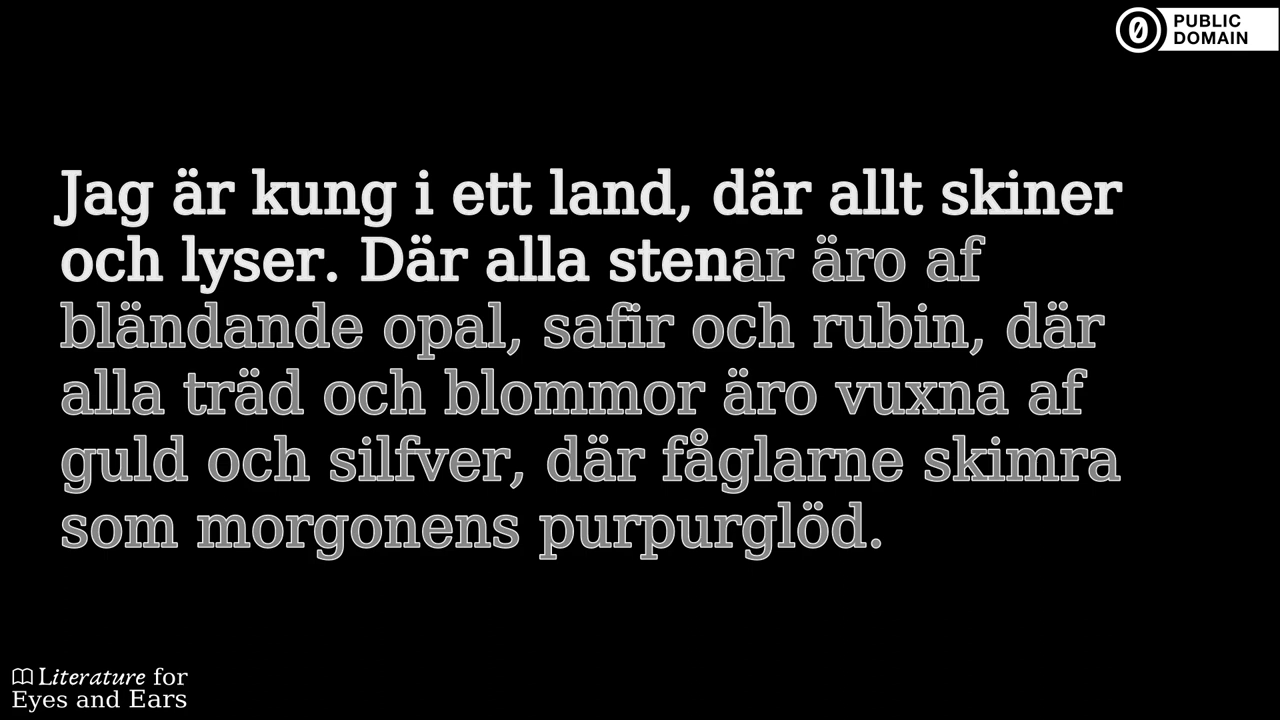 PUBLIC
DOMAIN
Jag är kung i ett land, där allt skiner
och lyser. Där alla stenar äro af
bländande opal, safir och rubin, där
alla träd och blommor äro vuxna af
guld och silfver, där fåglarne skimra
som morgonens purpurglöd.
Literature for
Eyes and Ears